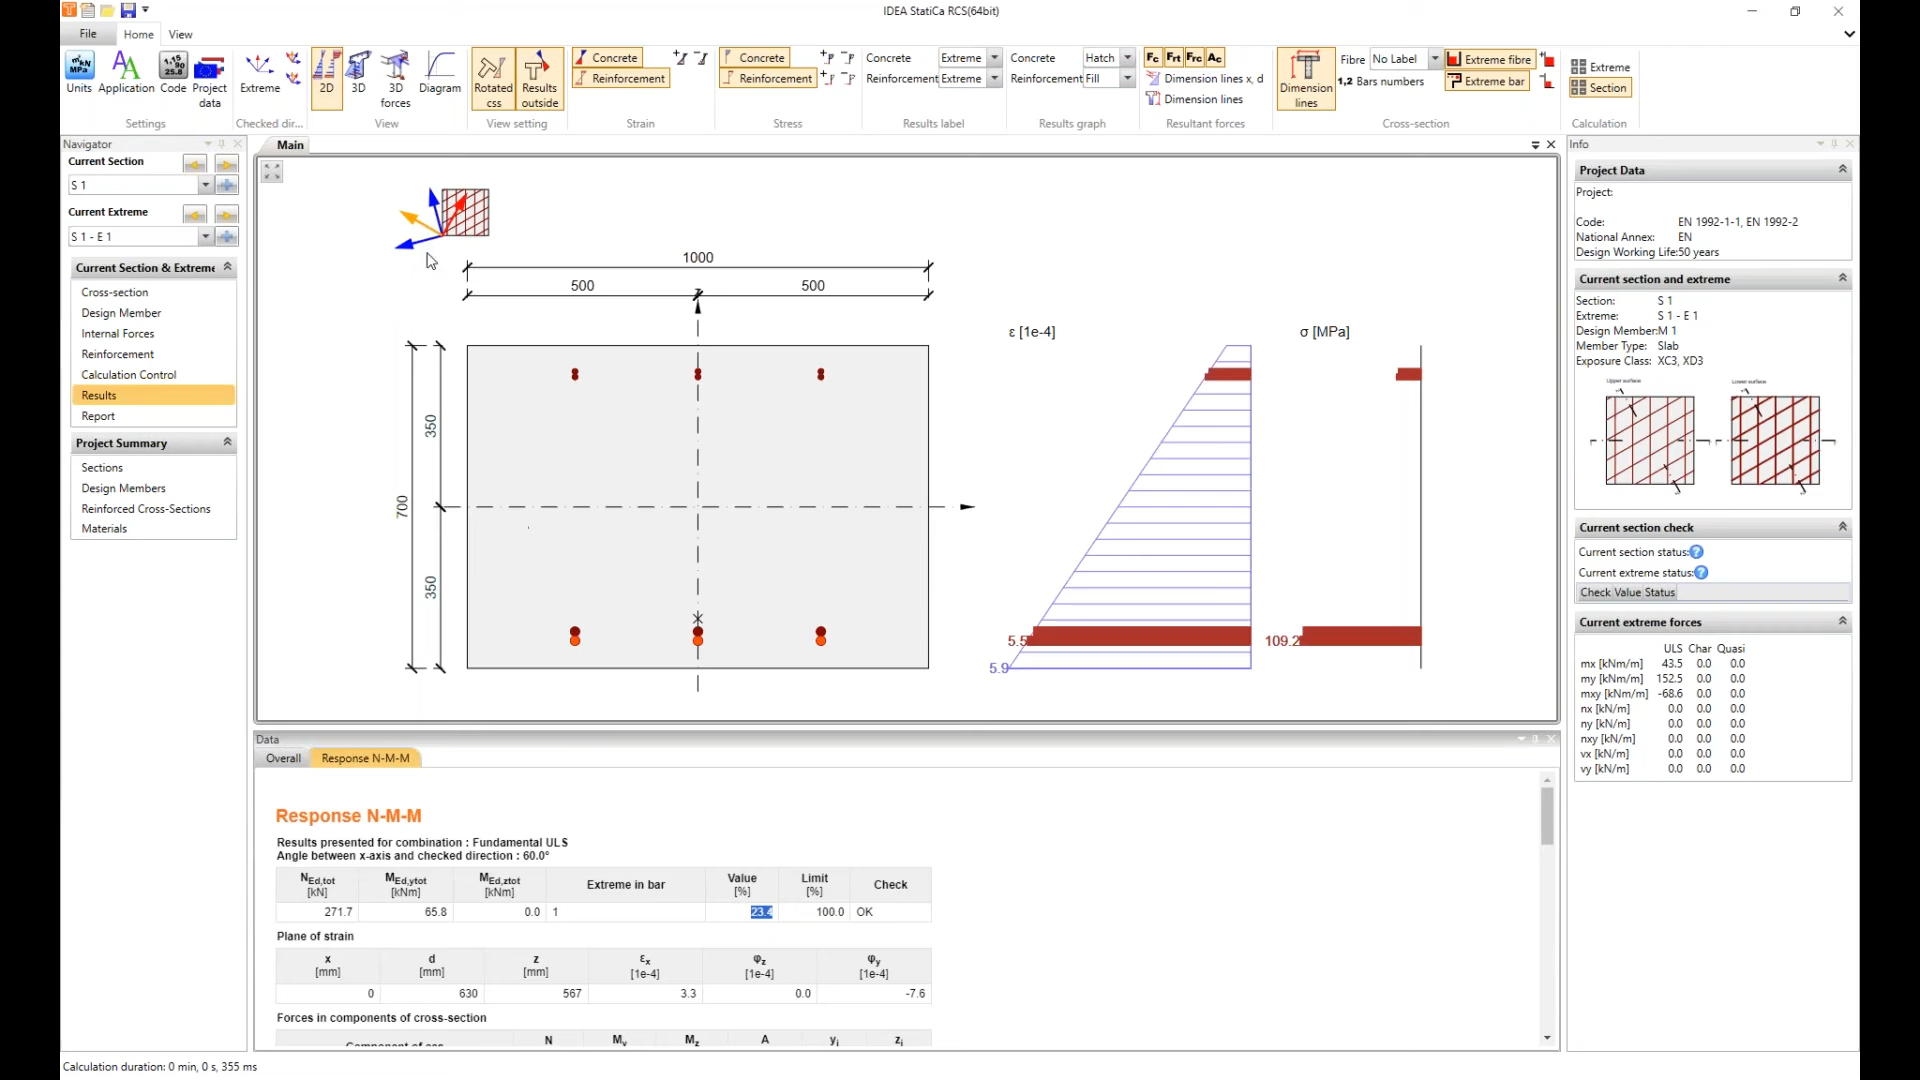 IDEA StatiCa RCS(64bit)
File Home View
Units Application Code Project data
Settings
Extreme
Checked dir...
2D 3D 3D forces Diagram
View
Rotated css Results outside
View setting
Concrete
Reinforcement
Strain
Concrete
Reinforcement
Stress
Concrete Extreme
Reinforcement Extreme
Results label
Concrete Hatch
Reinforcement Fill
Results graph
Fc Frt Frc Ac
Dimension lines x, d
Dimension lines
Resultant forces
Dimension lines
Fibre No Label Extreme fibre
1,2 Bars numbers Extreme bar
Cross-section
Extreme
Section
Calculation
Navigator
Current Section
S 1
Current Extreme
S 1 - E 1
Current Section & Extreme
Cross-section
Design Member
Internal Forces
Reinforcement
Calculation Control
Results
Report
Project Summary
Sections
Design Members
Reinforced Cross-Sections
Materials
Main
1000
500 500
z
350
700
350
ε [1e-4]
5.5
5.9
σ [MPa]
109.2
Data
Overall Response N-M-M
Response N-M-M
Results presented for combination : Fundamental ULS
Angle between x-axis and checked direction : 60.0°
NEd,tot [kN] MEd,ytot [kNm] MEd,ztot [kNm] Extreme in bar Value [%] Limit [%] Check
271.7 65.8 0.0 1 23.4 100.0 OK
Plane of strain
x [mm] d [mm] z [mm] εx [1e-4] φz [1e-4] φy [1e-4]
0 630 567 3.3 0.0 -7.6
Forces in components of cross-section
N My Mz A yi zi
Info
Project Data
Project:
Code: EN 1992-1-1, EN 1992-2
National Annex: EN
Design Working Life:50 years
Current section and extreme
Section: S 1
Extreme: S 1 - E 1
Design Member:M 1
Member Type: Slab
Exposure Class: XC3, XD3
Upper surface Lower surface
Current section check
Current section status:
Current extreme status:
Check Value Status
Current extreme forces
ULS Char Quasi
mx [kNm/m] 43.5 0.0 0.0
my [kNm/m] 152.5 0.0 0.0
mxy [kNm/m] -68.6 0.0 0.0
nx [kN/m] 0.0 0.0 0.0
ny [kN/m] 0.0 0.0 0.0
nxy [kN/m] 0.0 0.0 0.0
vx [kN/m] 0.0 0.0 0.0
vy [kN/m] 0.0 0.0 0.0
Calculation duration: 0 min, 0 s, 355 ms